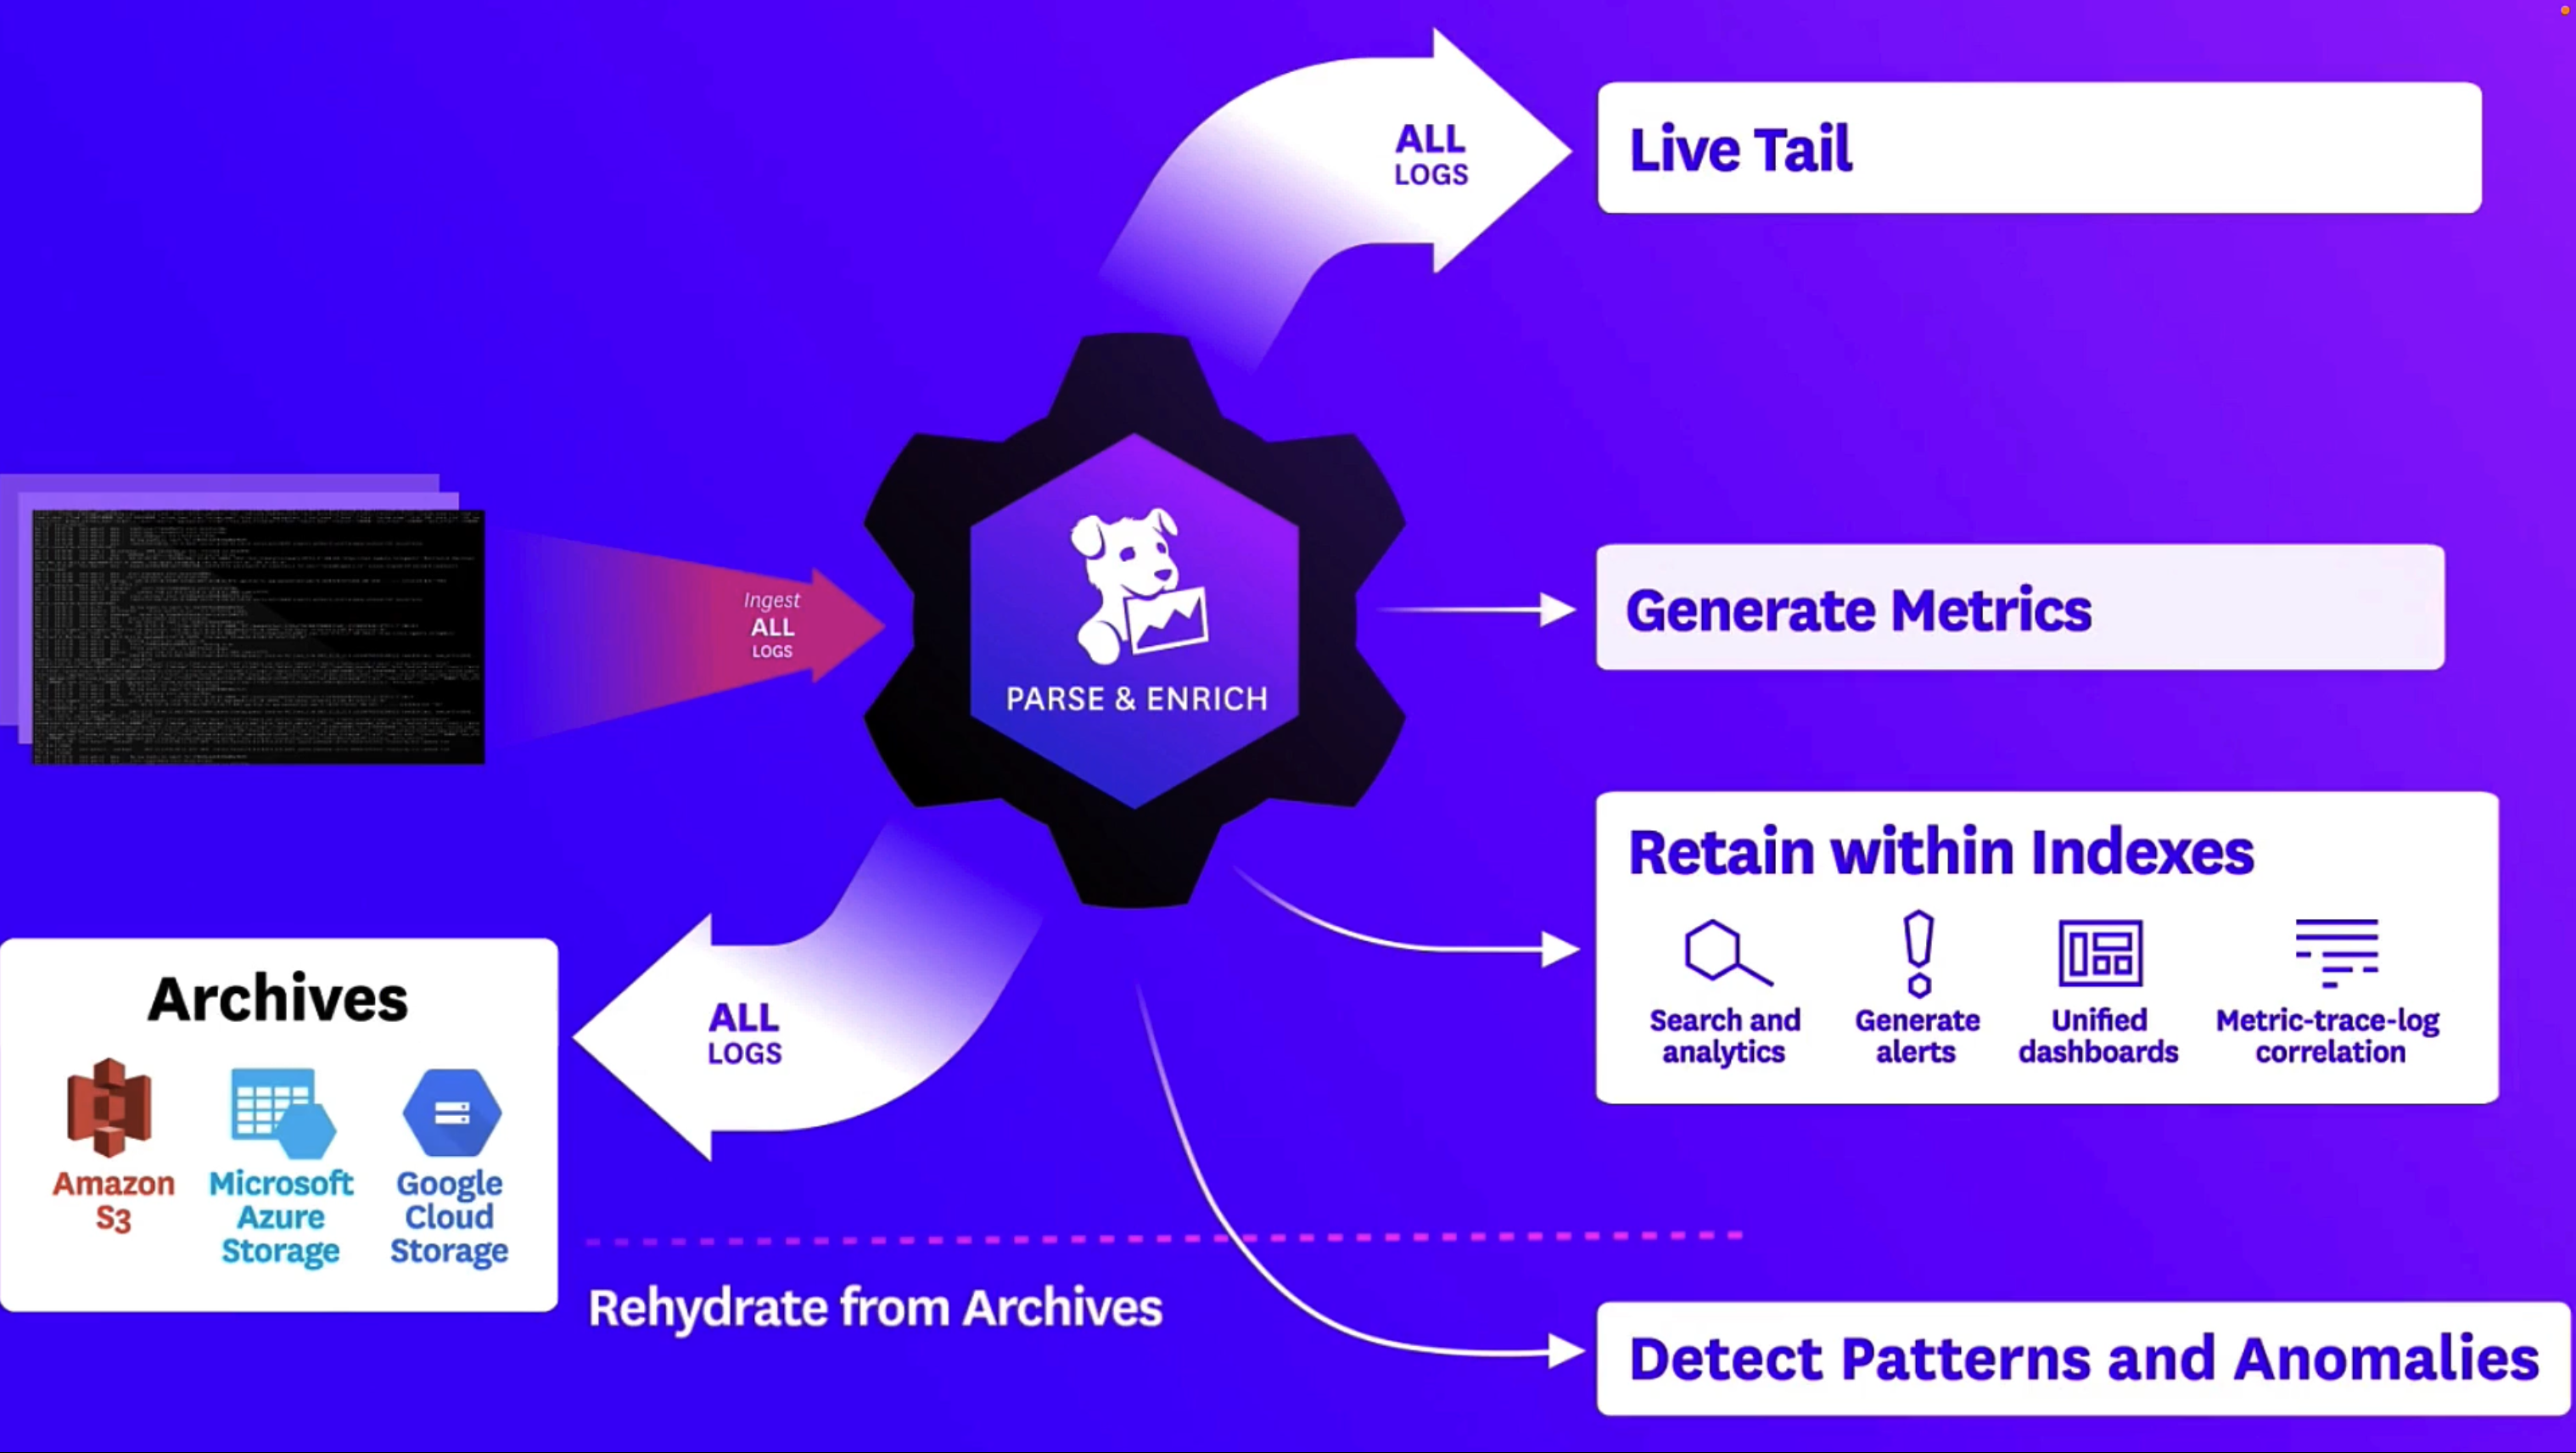 ALL
LOGS
Live Tail
Ingest
ALL
LOGS
PARSE & ENRICH
Generate Metrics
Retain within Indexes
Search and
analytics
Generate
alerts
Unified
dashboards
Metric-trace-log
correlation
ALL
LOGS
Archives
Amazon
S3
Microsoft
Azure
Storage
Google
Cloud
Storage
Rehydrate from Archives
Detect Patterns and Anomalies